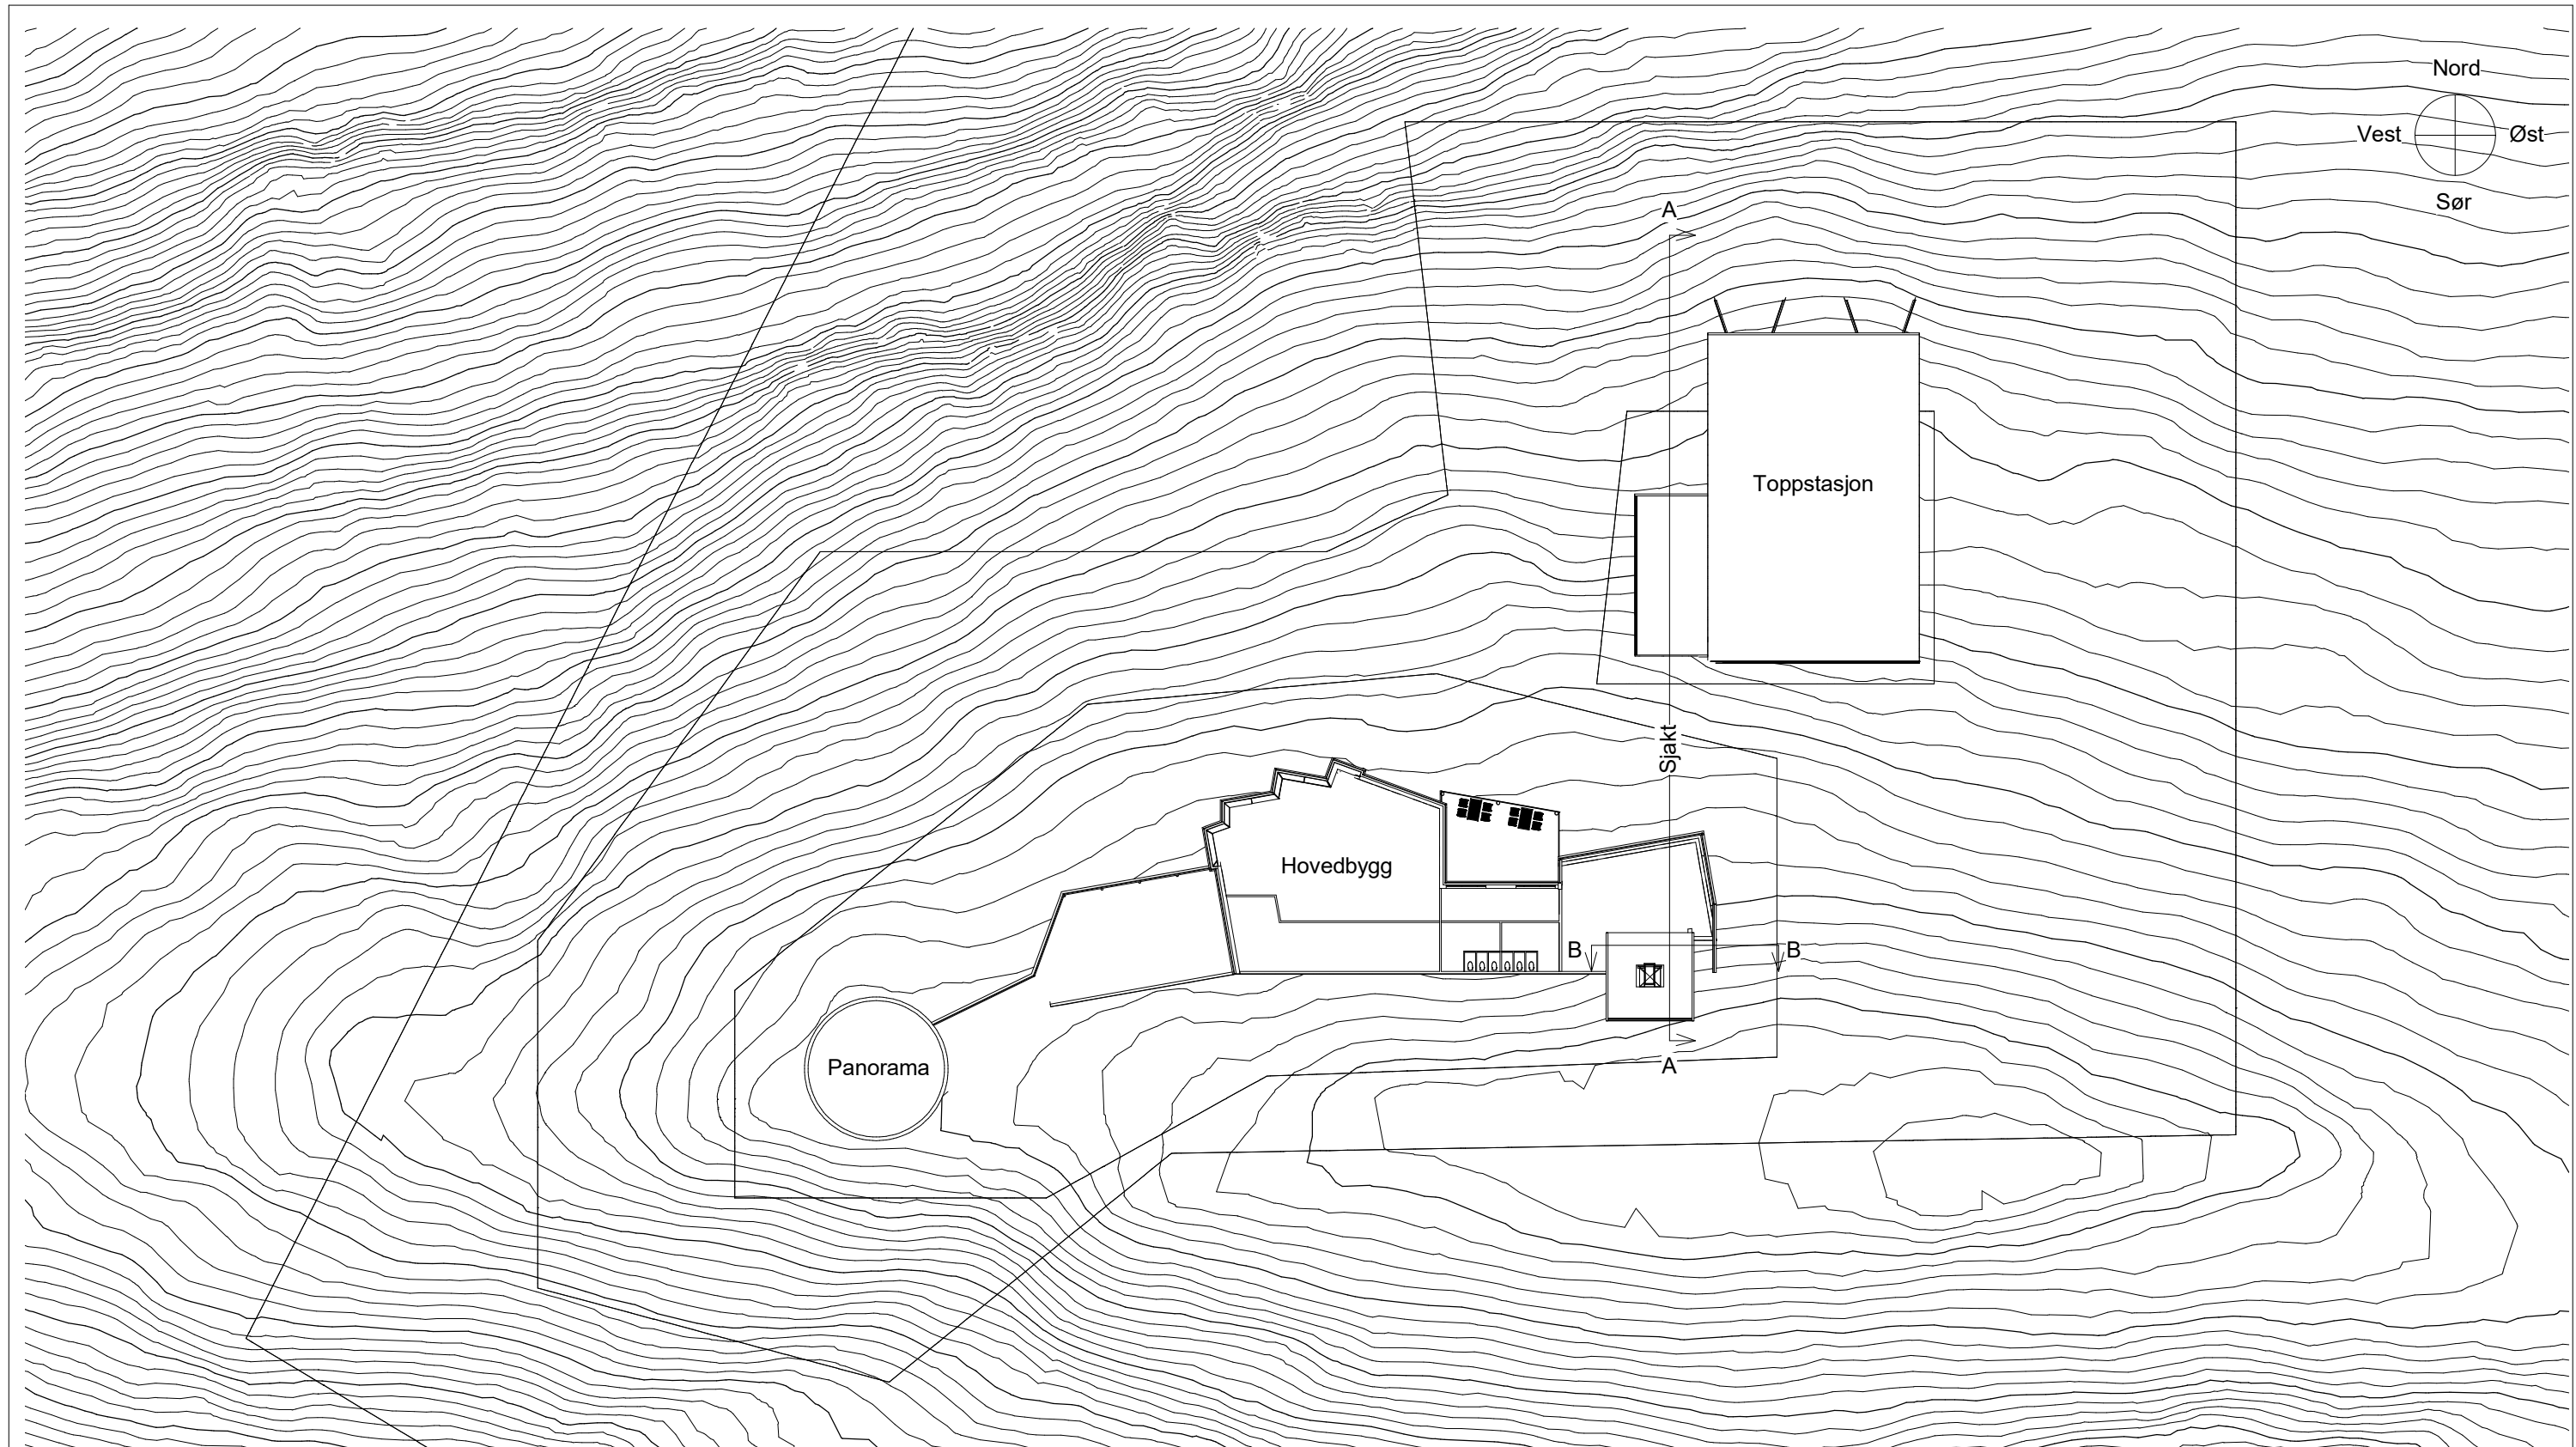 Nord
Vest
Øst
Sør
A
Toppstasjon
Sjakt
Hovedbygg
B
B
Panorama
A